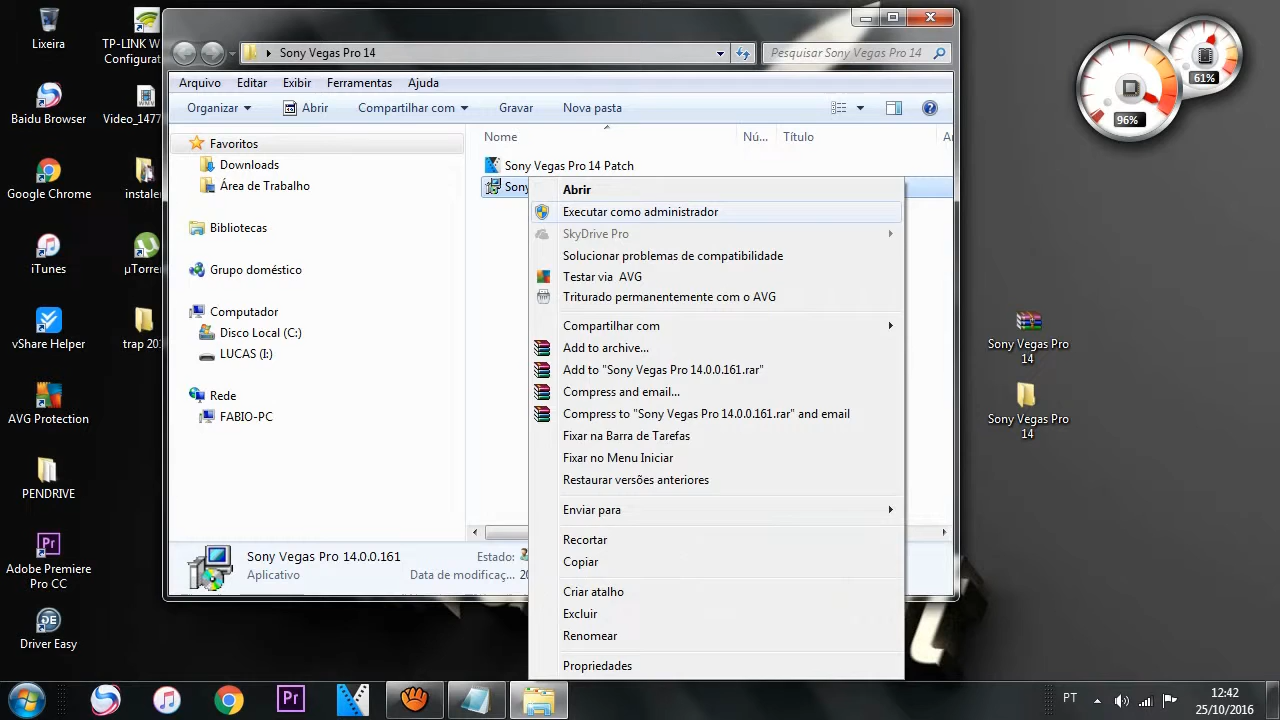 Lixeira
TP-LINK W
Configurat
Baidu Browser
Video_1477
Google Chrome
instaler
iTunes
µTorre
vShare Helper
trap 20
AVG Protection
PENDRIVE
Adobe Premiere
Pro CC
DE
Driver Easy
Sony Vegas Pro 14
Pesquisar Sony Vegas Pro 14
Arquivo Editar Exibir Ferramentas Ajuda
Organizar Abrir Compartilhar com Gravar Nova pasta
Favoritos
Downloads
Área de Trabalho
Bibliotecas
Grupo doméstico
Computador
Disco Local (C:)
LUCAS (I:)
Rede
FABIO-PC
Nome Nú... Título Ar
Sony Vegas Pro 14 Patch
Sony
Abrir
Executar como administrador
SkyDrive Pro
Solucionar problemas de compatibilidade
Testar via AVG
Triturado permanentemente com o AVG
Compartilhar com
Add to archive...
Add to "Sony Vegas Pro 14.0.0.161.rar"
Compress and email...
Compress to "Sony Vegas Pro 14.0.0.161.rar" and email
Fixar na Barra de Tarefas
Fixar no Menu Iniciar
Restaurar versões anteriores
Enviar para
Recortar
Copiar
Criar atalho
Excluir
Renomear
Propriedades
Sony Vegas Pro 14.0.0.161 Estado:
Aplicativo Data de modificaç... 20
61%
96%
Sony Vegas Pro
14
Sony Vegas Pro
14
Pr
Pr
PT
12:42
25/10/2016